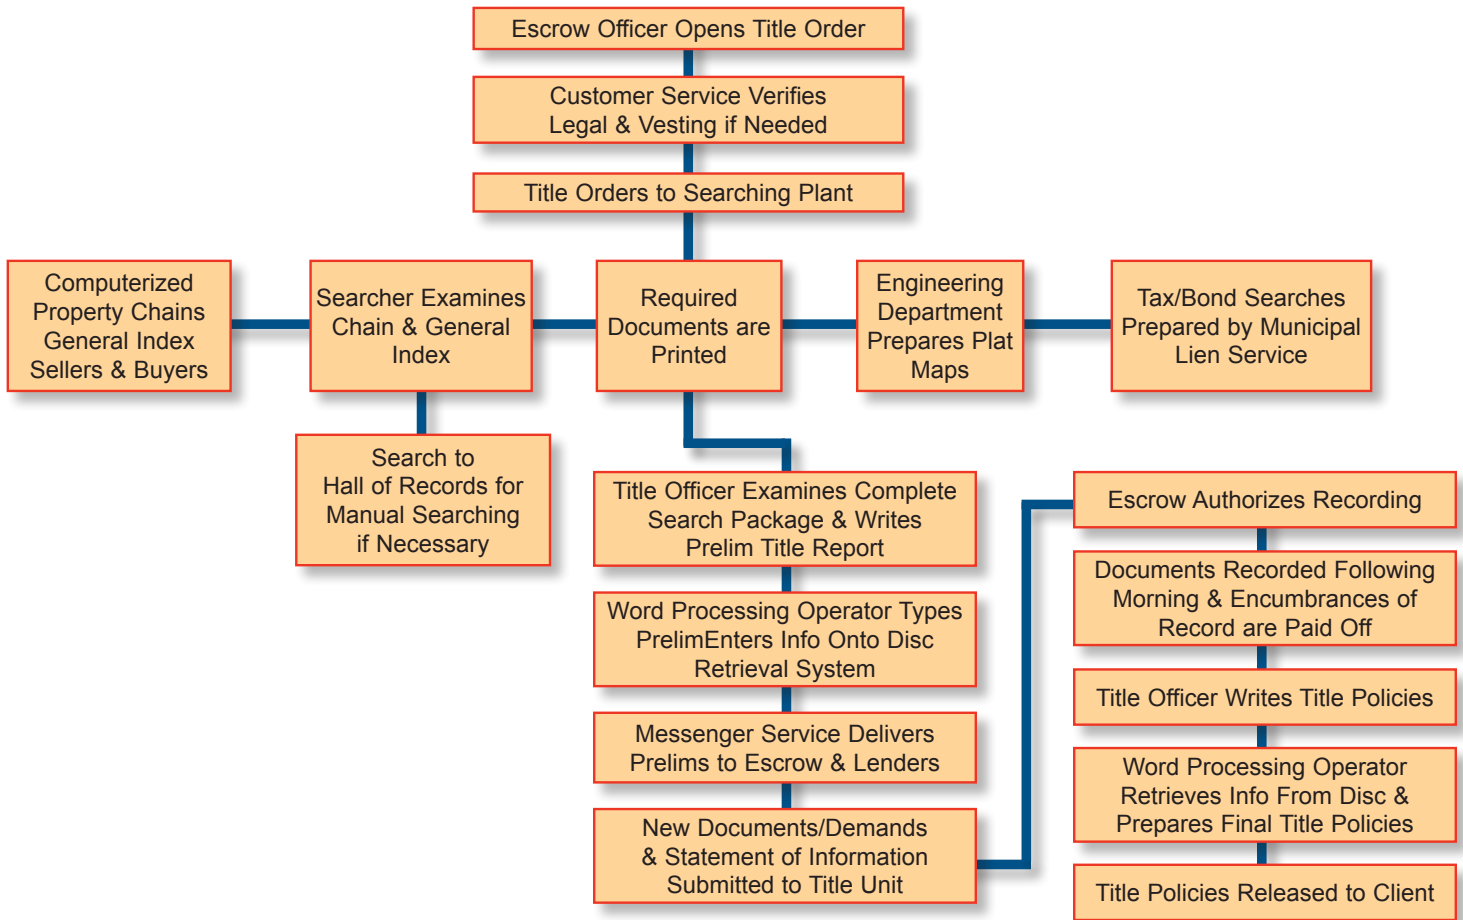 Escrow Officer Opens Title Order
Customer Service Verifies
Legal & Vesting if Needed
Title Orders to Searching Plant
Computerized
Property Chains
General Index
Sellers & Buyers
Searcher Examines
Chain & General
Index
Required
Documents are
Printed
Engineering
Department
Prepares Plat
Maps
Tax/Bond Searches
Prepared by Municipal
Lien Service
Search to
Hall of Records for
Manual Searching
if Necessary
Title Officer Examines Complete
Search Package & Writes
Prelim Title Report
Word Processing Operator Types
PrelimEnters Info Onto Disc
Retrieval System
Messenger Service Delivers
Prelims to Escrow & Lenders
New Documents/Demands
& Statement of Information
Submitted to Title Unit
Escrow Authorizes Recording
Documents Recorded Following
Morning & Encumbrances of
Record are Paid Off
Title Officer Writes Title Policies
Word Processing Operator
Retrieves Info From Disc &
Prepares Final Title Policies
Title Policies Released to Client